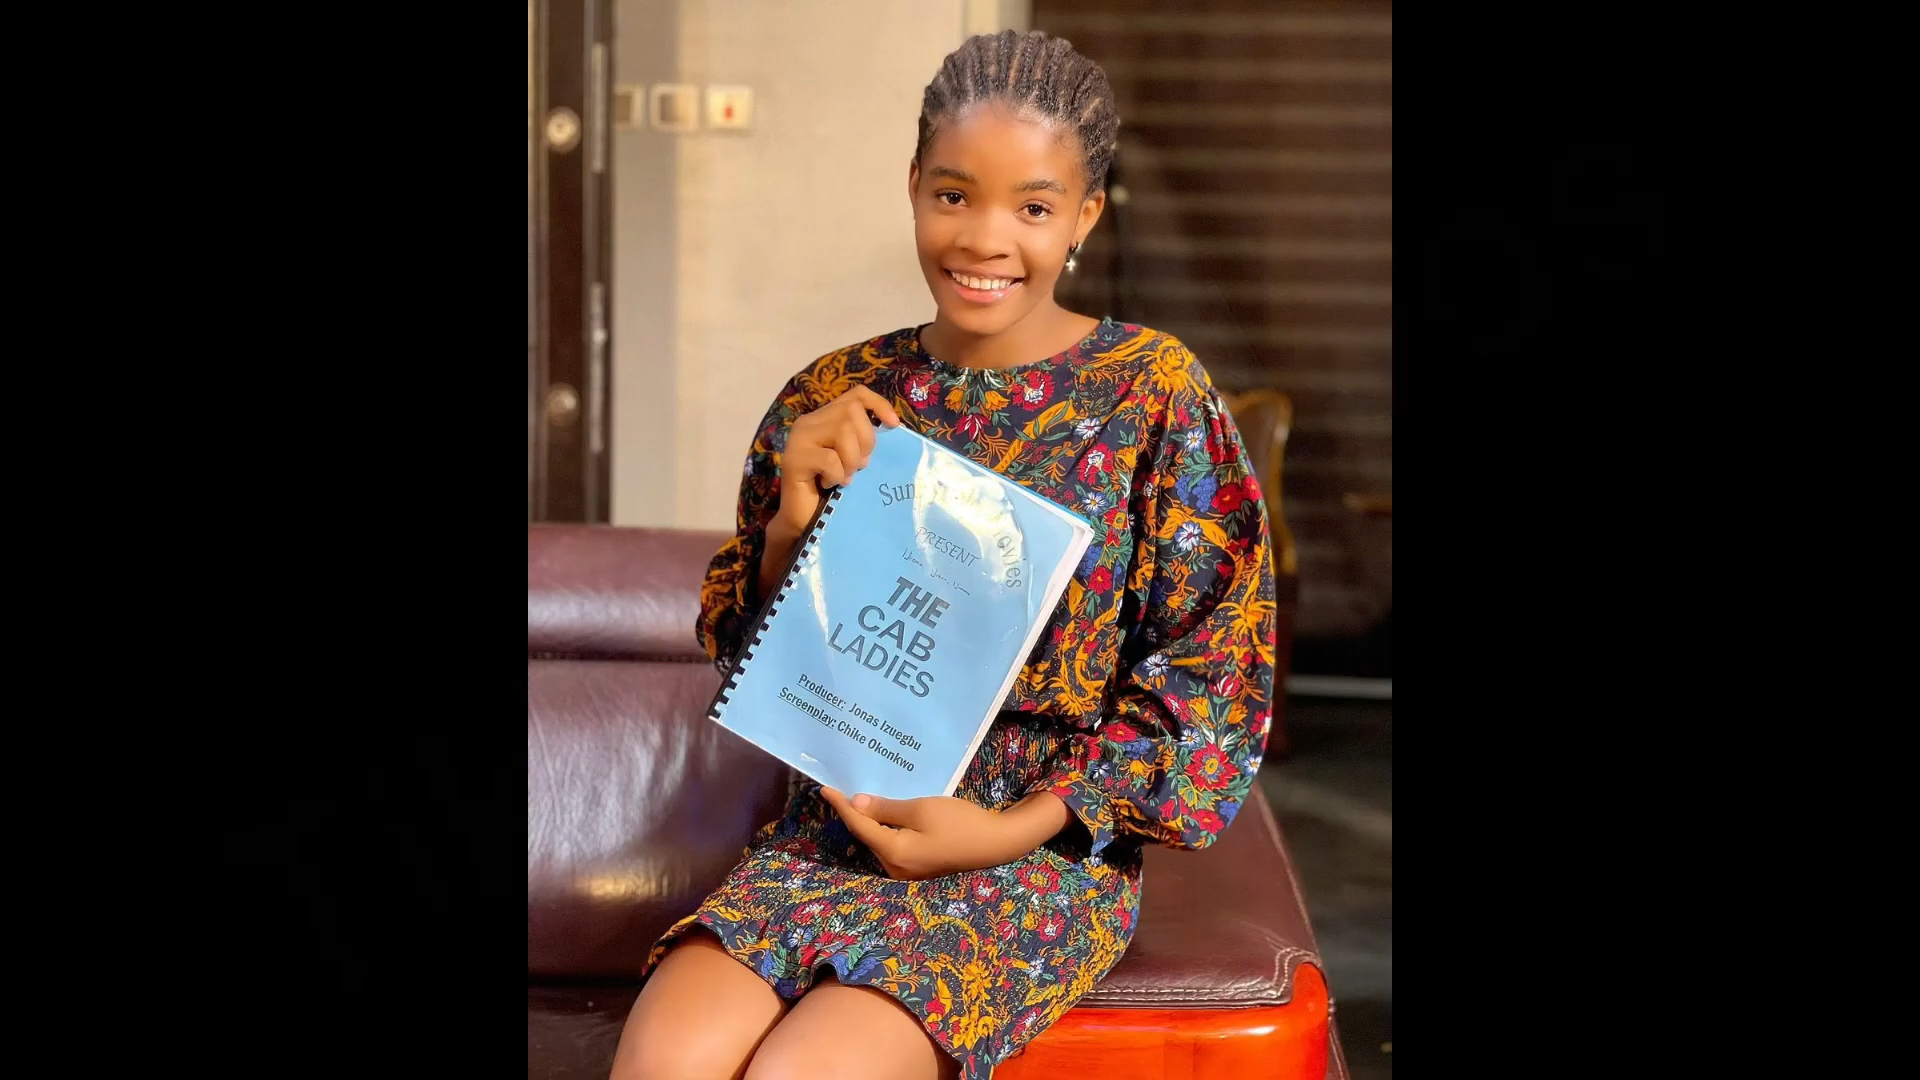 PRESENT
THE
CAB
LADIES
Producer: Jonas Izuegbu
Screenplay: Chike Okonkwo